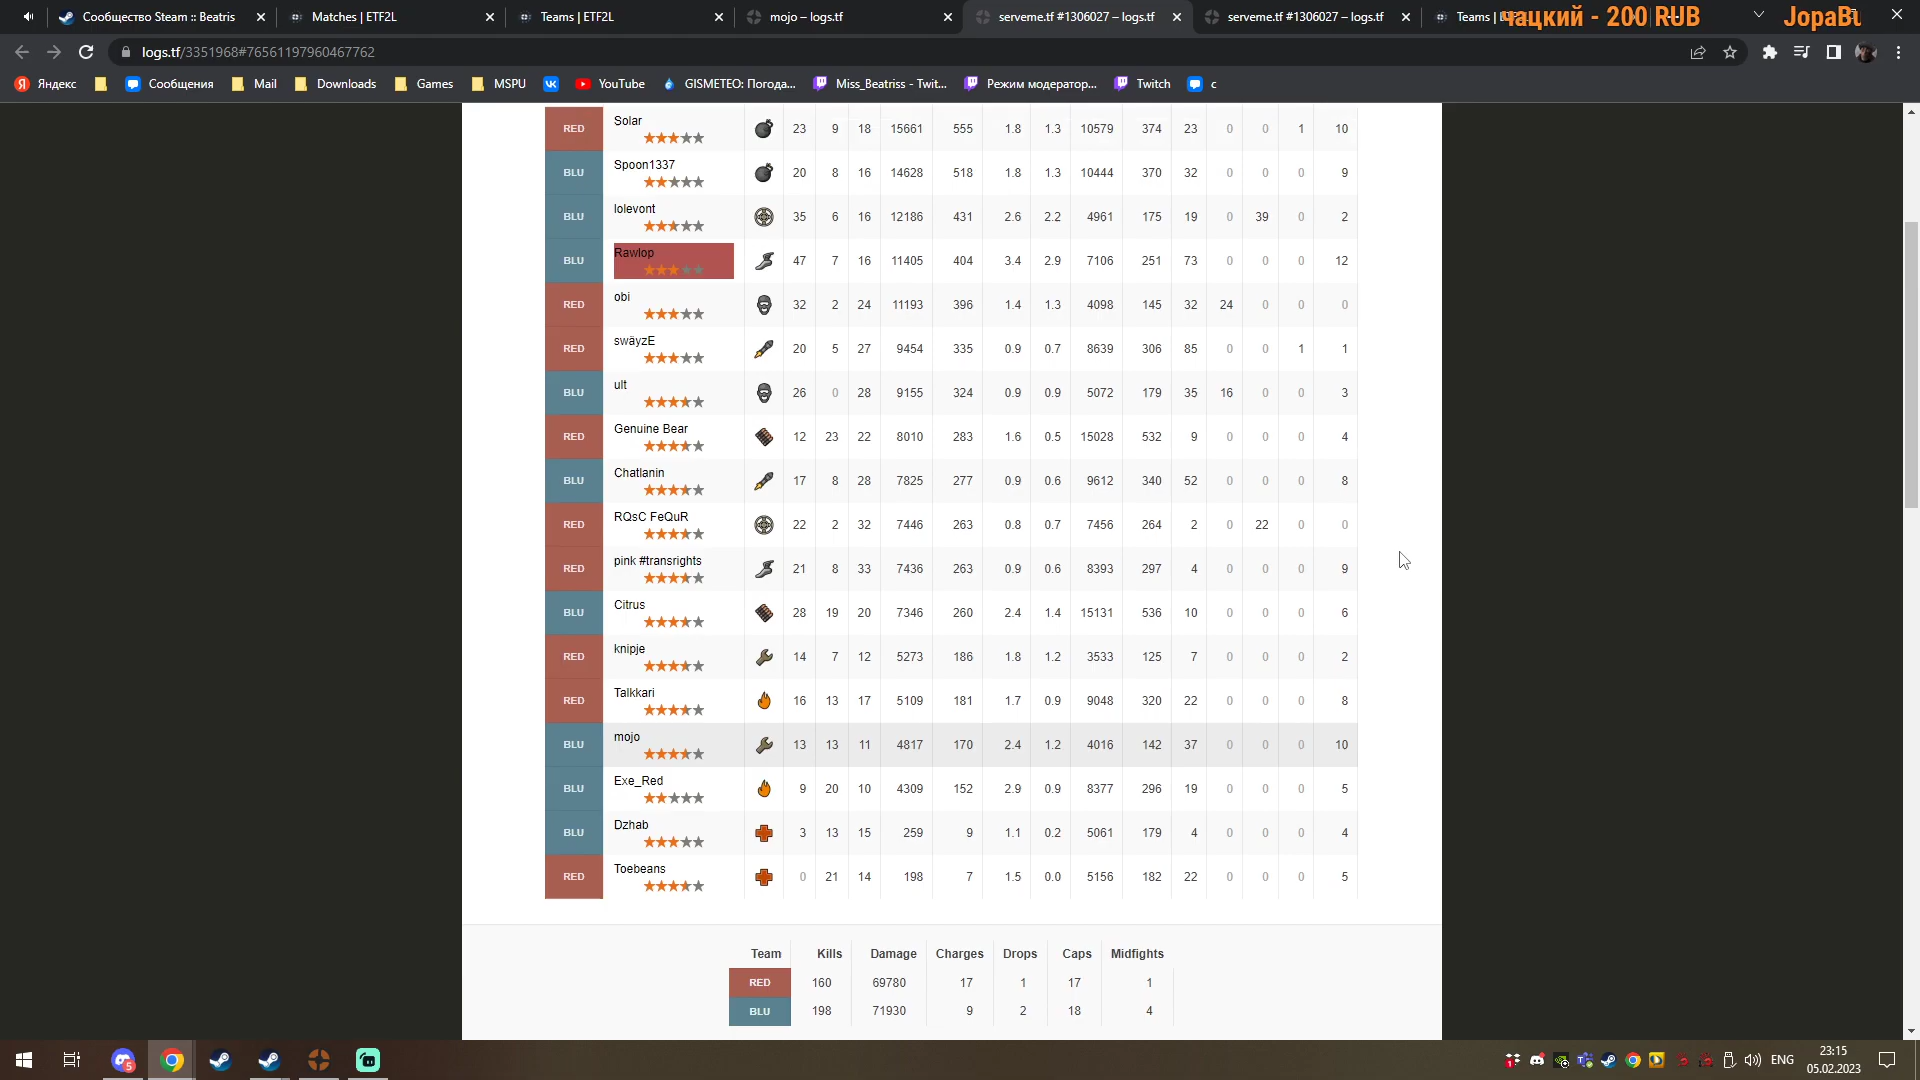 Сообщество Steam :: Beatris
Matches | ETF2L
Teams | ETF2L
mojo – logs.tf
serveme.tf #1306027 – logs.tf
serveme.tf #1306027 – logs.tf
Teams |
чацкий - 200 RUB
logs.tf/3351968#76561197960467762
Яндекс
Сообщения
Mail
Downloads
Games
MSPU
YouTube
GISMETEO: Погода...
Miss_Beatriss - Twit...
Режим модератор...
Twitch
c
RED Solar 23 9 18 15661 555 1.8 1.3 10579 374 23 0 0 1 10
BLU Spoon1337 20 8 16 14628 518 1.8 1.3 10444 370 32 0 0 0 9
BLU lolevont 35 6 16 12186 431 2.6 2.2 4961 175 19 0 39 0 2
BLU Rawlop 47 7 16 11405 404 3.4 2.9 7106 251 73 0 0 0 12
RED obi 32 2 24 11193 396 1.4 1.3 4098 145 32 24 0 0 0
RED swäyzE 20 5 27 9454 335 0.9 0.7 8639 306 85 0 0 1 1
BLU ult 26 0 28 9155 324 0.9 0.9 5072 179 35 16 0 0 3
RED Genuine Bear 12 23 22 8010 283 1.6 0.5 15028 532 9 0 0 0 4
BLU Chatlanin 17 8 28 7825 277 0.9 0.6 9612 340 52 0 0 0 8
RED RQsC FeQuR 22 2 32 7446 263 0.8 0.7 7456 264 2 0 22 0 0
RED pink #transrights 21 8 33 7436 263 0.9 0.6 8393 297 4 0 0 0 9
BLU Citrus 28 19 20 7346 260 2.4 1.4 15131 536 10 0 0 0 6
RED knipje 14 7 12 5273 186 1.8 1.2 3533 125 7 0 0 0 2
RED Talkkari 16 13 17 5109 181 1.7 0.9 9048 320 22 0 0 0 8
BLU mojo 13 13 11 4817 170 2.4 1.2 4016 142 37 0 0 0 10
BLU Exe_Red 9 20 10 4309 152 2.9 0.9 8377 296 19 0 0 0 5
BLU Dzhab 3 13 15 259 9 1.1 0.2 5061 179 4 0 0 0 4
RED Toebeans 0 21 14 198 7 1.5 0.0 5156 182 22 0 0 0 5
Team Kills Damage Charges Drops Caps Midfights
RED 160 69780 17 1 17 1
BLU 198 71930 9 2 18 4
5
ENG
23:15
05.02.2023